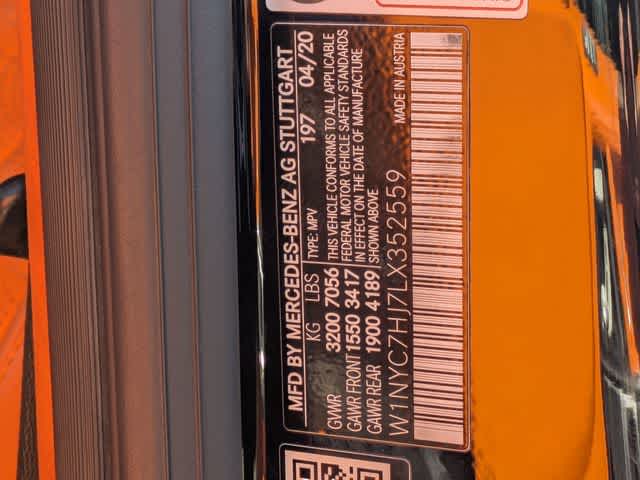 MFD BY MERCEDES-BENZ AG STUTTGART
KG LBS TYPE: MPV 197 04/20
GVWR 3200 7056
GAWR FRONT 1550 3417
GAWR REAR 1900 4189
THIS VEHICLE CONFORMS TO ALL APPLICABLE
FEDERAL MOTOR VEHICLE SAFETY STANDARDS
IN EFFECT ON THE DATE OF MANUFACTURE
SHOWN ABOVE
MADE IN AUSTRIA
W1NYC7HJ7LX352559